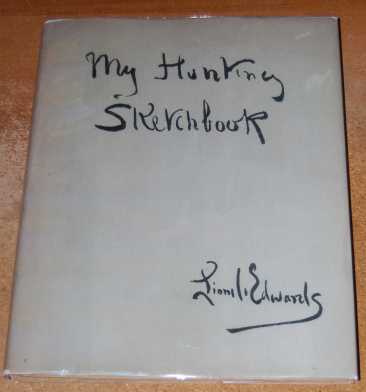 My Hunting
Sketchbook
Lionel Edwards